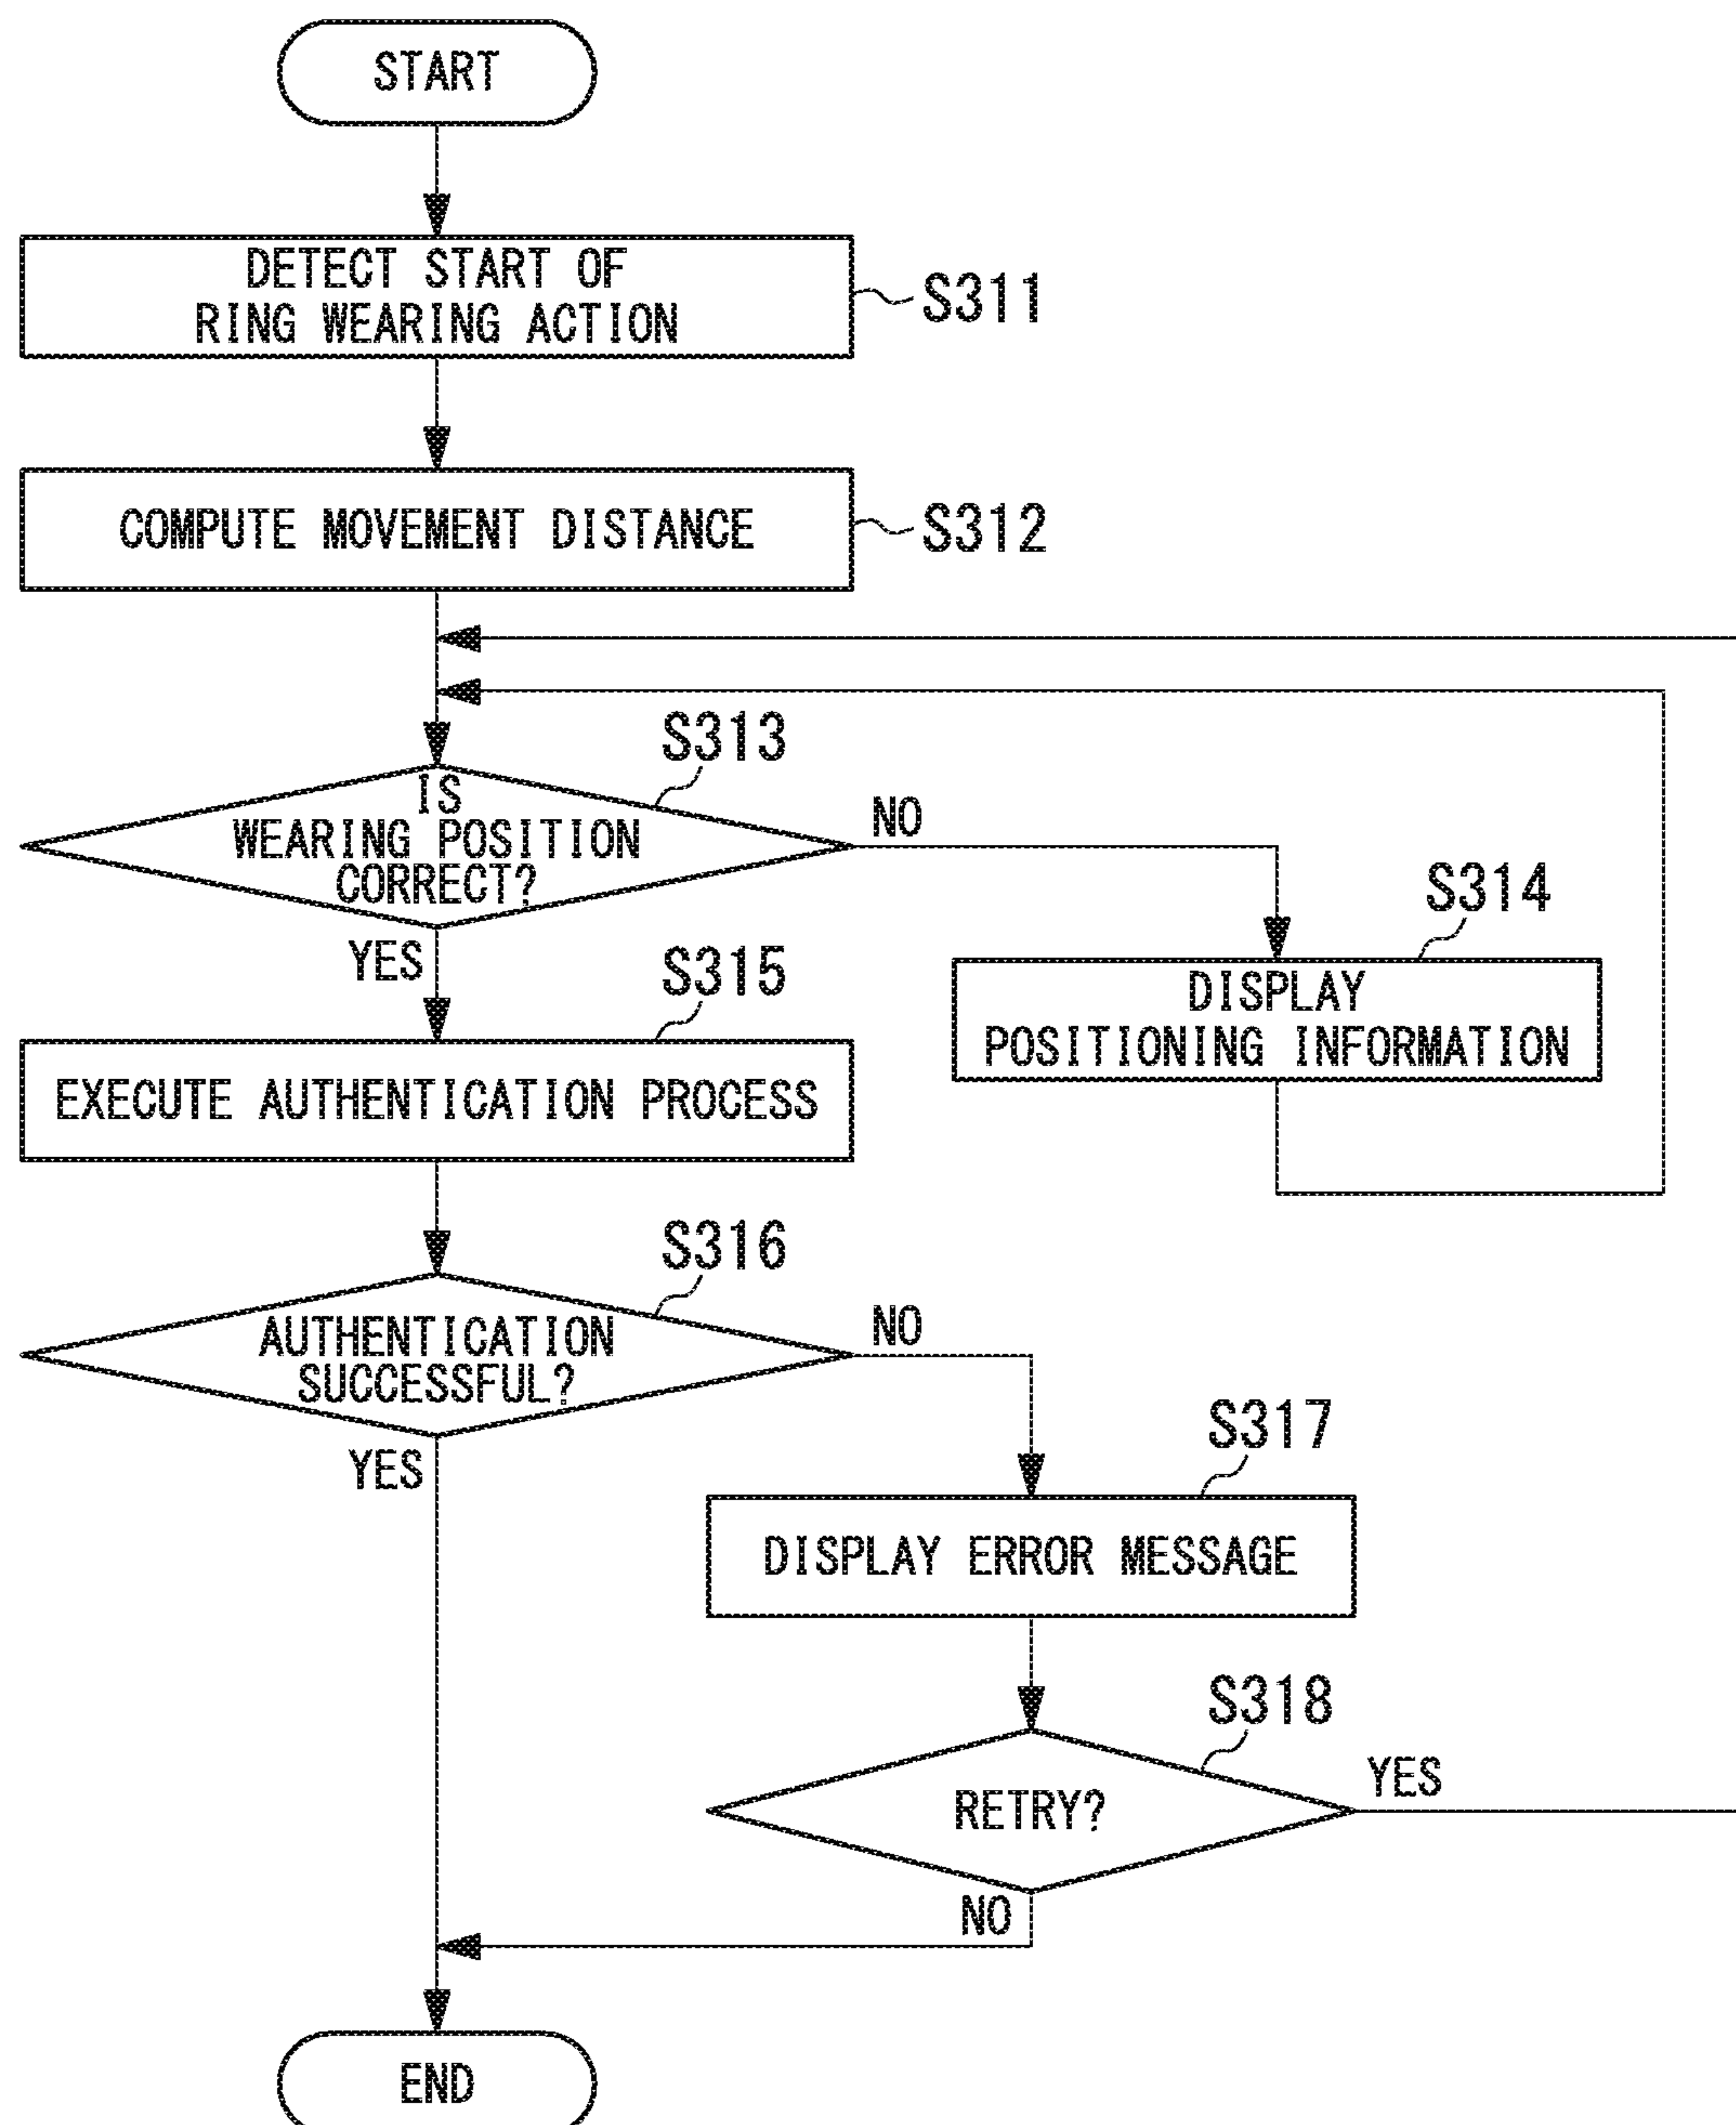 START
DETECT START OF
RING WEARING ACTION
S311
COMPUTE MOVEMENT DISTANCE
S312
S313
IS
WEARING POSITION
CORRECT?
NO
YES
S314
DISPLAY
POSITIONING INFORMATION
S315
EXECUTE AUTHENTICATION PROCESS
S316
AUTHENTICATION
SUCCESSFUL?
NO
YES
S317
DISPLAY ERROR MESSAGE
S318
RETRY?
YES
NO
END